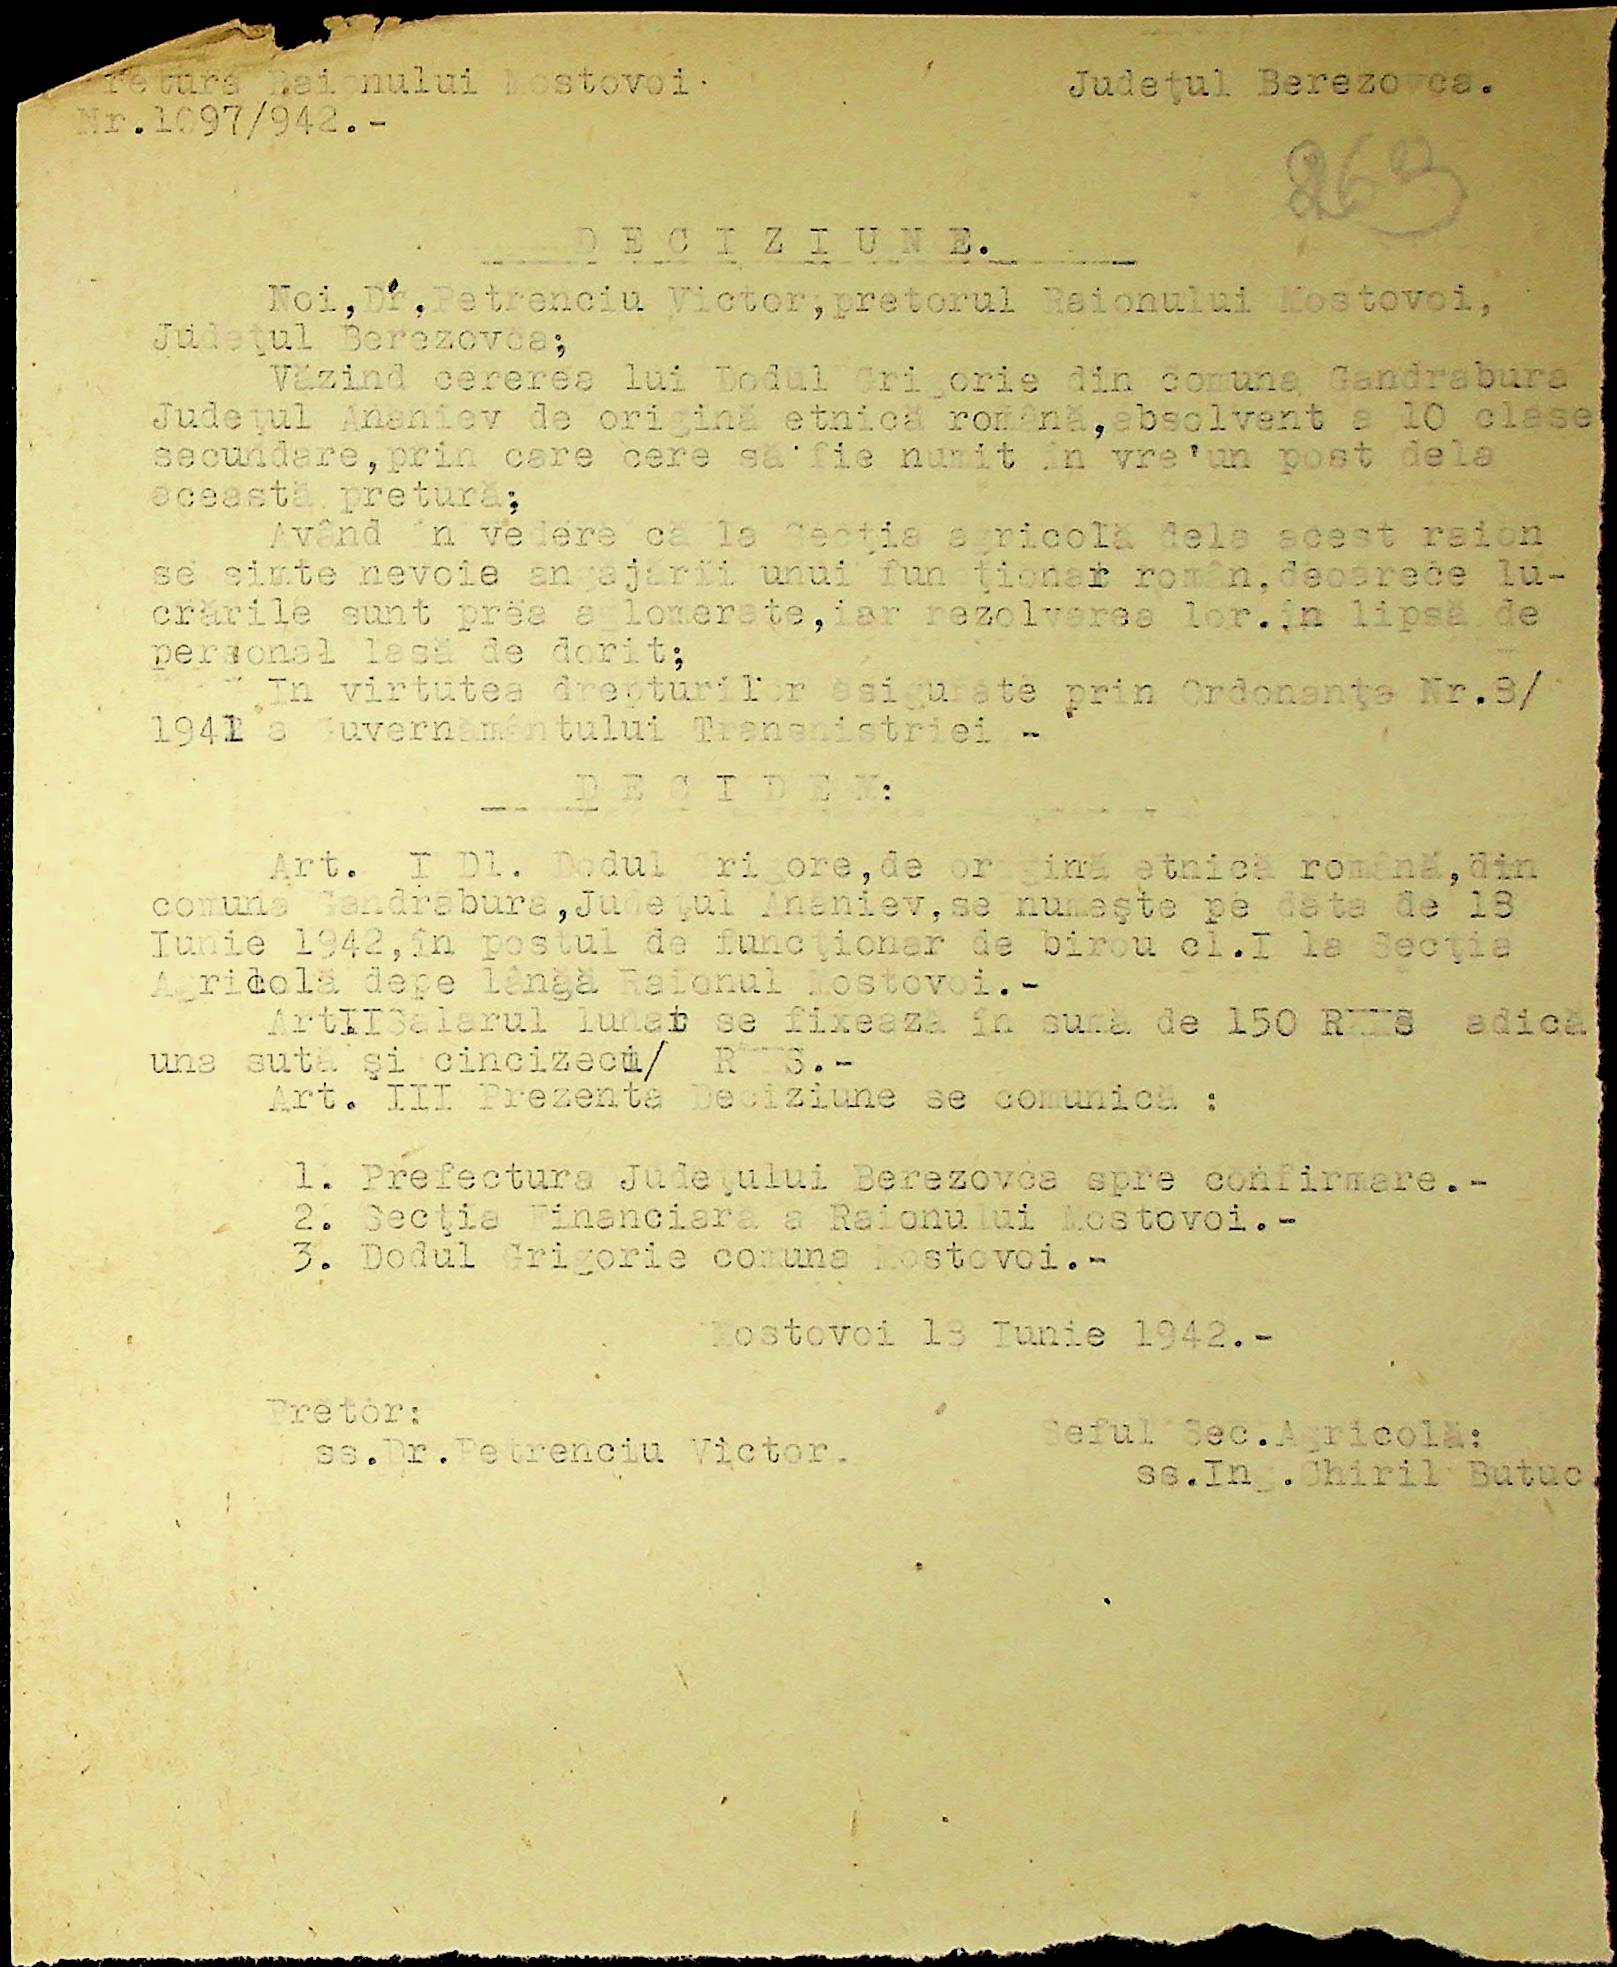 Pretura Raionului Mostovoi. Judeţul Berezovca.
Nr.1097/942.-
263
D E C I Z I U N E.
Noi,Dr.Petrenciu Victor,pretorul Raionului Mostovoi,
Judeţul Berezovca;
Văzind cererea lui Dodul Grigorie din comuna Gandrabura
Judeţul Ananiev de origină etnică română,absolvent a 10 clase
secundare,prin care cere să fie numit în vre'un post dela
această pretură;
Având în vedere că la Secţia agricolă dela acest raion
se simte nevoie angajării unui funcţionar român,deoarece lu-
crările sunt prea aglomerate,iar rezolvarea lor.în lipsă de
personal lasă de dorit;
In virtutea drepturilor asigurate prin Ordonanţa Nr.8/
1941 a Guvernământului Transnistriei .-
D E C I D E M:
Art. I Dl. Dodul Grigore,de origină etnică română,din
comuna Gandrabura,Judeţul Ananiev,se numeşte pe data de 18
Iunie 1942,în postul de funcţionar de birou cl.I la Secţia
Agricolă depe lângă Raionul Mostovoi.-
ArtIISalarul lunar se fixează în sumă de 150 RKKS adică
una sută şi cincizeci/ RKKS.-
Art. III Prezenta Deciziune se comunică :
1. Prefectura Judeţului Berezovca spre confirmare.-
2. Secţia Financiară a Raionului Mostovoi.-
3. Dodul Grigorie comuna Mostovoi.-
Mostovoi 18 Iunie 1942.-
Pretor:
ss.Dr.Petrenciu Victor.
Seful Sec.Agricolă:
ss.Ing.Chiril Butuc